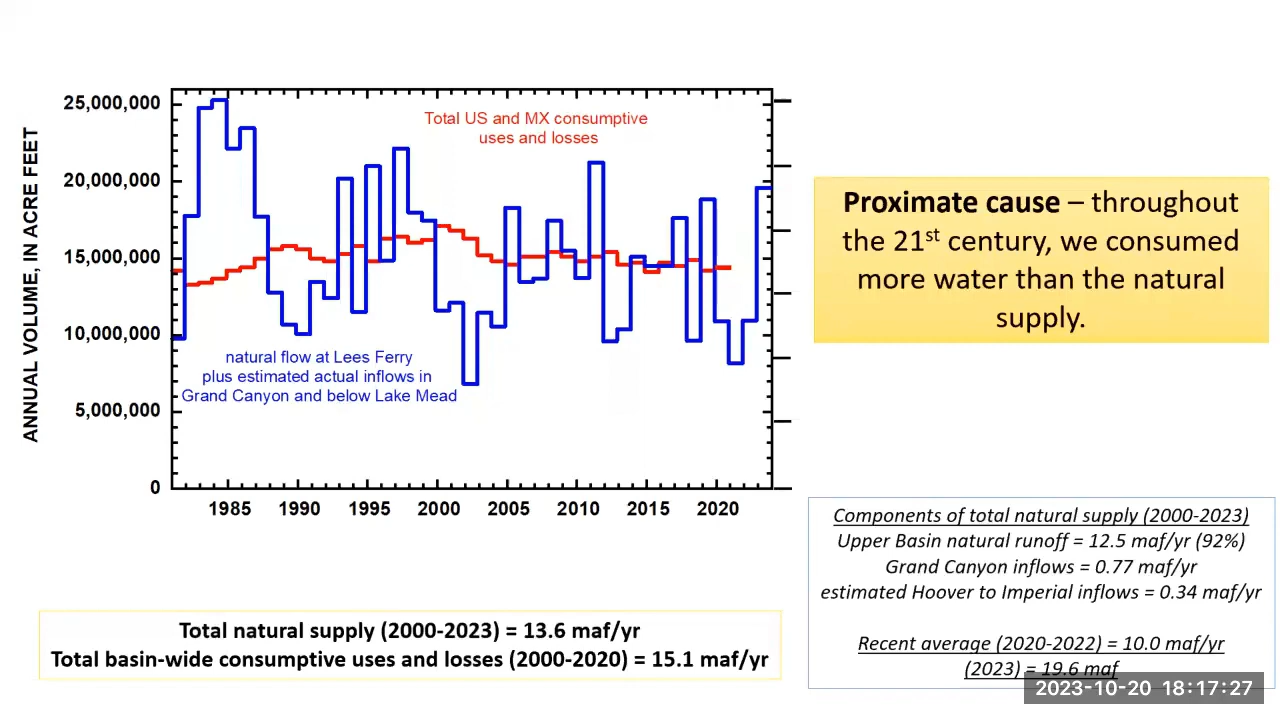 ANNUAL VOLUME, IN ACRE FEET
25,000,000
20,000,000
15,000,000
10,000,000
5,000,000
0
1985 1990 1995 2000 2005 2010 2015 2020
Total US and MX consumptive
uses and losses
natural flow at Lees Ferry
plus estimated actual inflows in
Grand Canyon and below Lake Mead
Proximate cause – throughout
the 21st century, we consumed
more water than the natural
supply.
Total natural supply (2000-2023) = 13.6 maf/yr
Total basin-wide consumptive uses and losses (2000-2020) = 15.1 maf/yr
Components of total natural supply (2000-2023)
Upper Basin natural runoff = 12.5 maf/yr (92%)
Grand Canyon inflows = 0.77 maf/yr
estimated Hoover to Imperial inflows = 0.34 maf/yr
Recent average (2020-2022) = 10.0 maf/yr
(2023) = 19.6 maf
2023-10-20 18:17:27